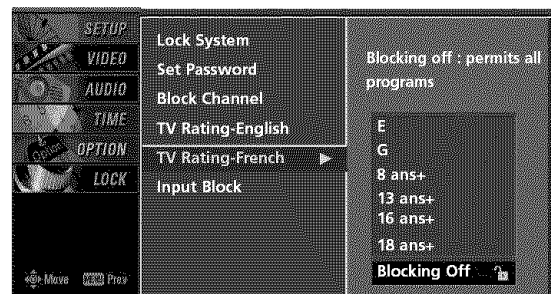 SETUP
VIDEO
AUDIO
TIME
OPTION
LOCK
Move MENU Prev
Lock System
Set Password
Block Channel
TV Rating-English
TV Rating-French
Input Block
Blocking off : permits all
programs
E
G
8 ans+
13 ans+
16 ans+
18 ans+
Blocking Off